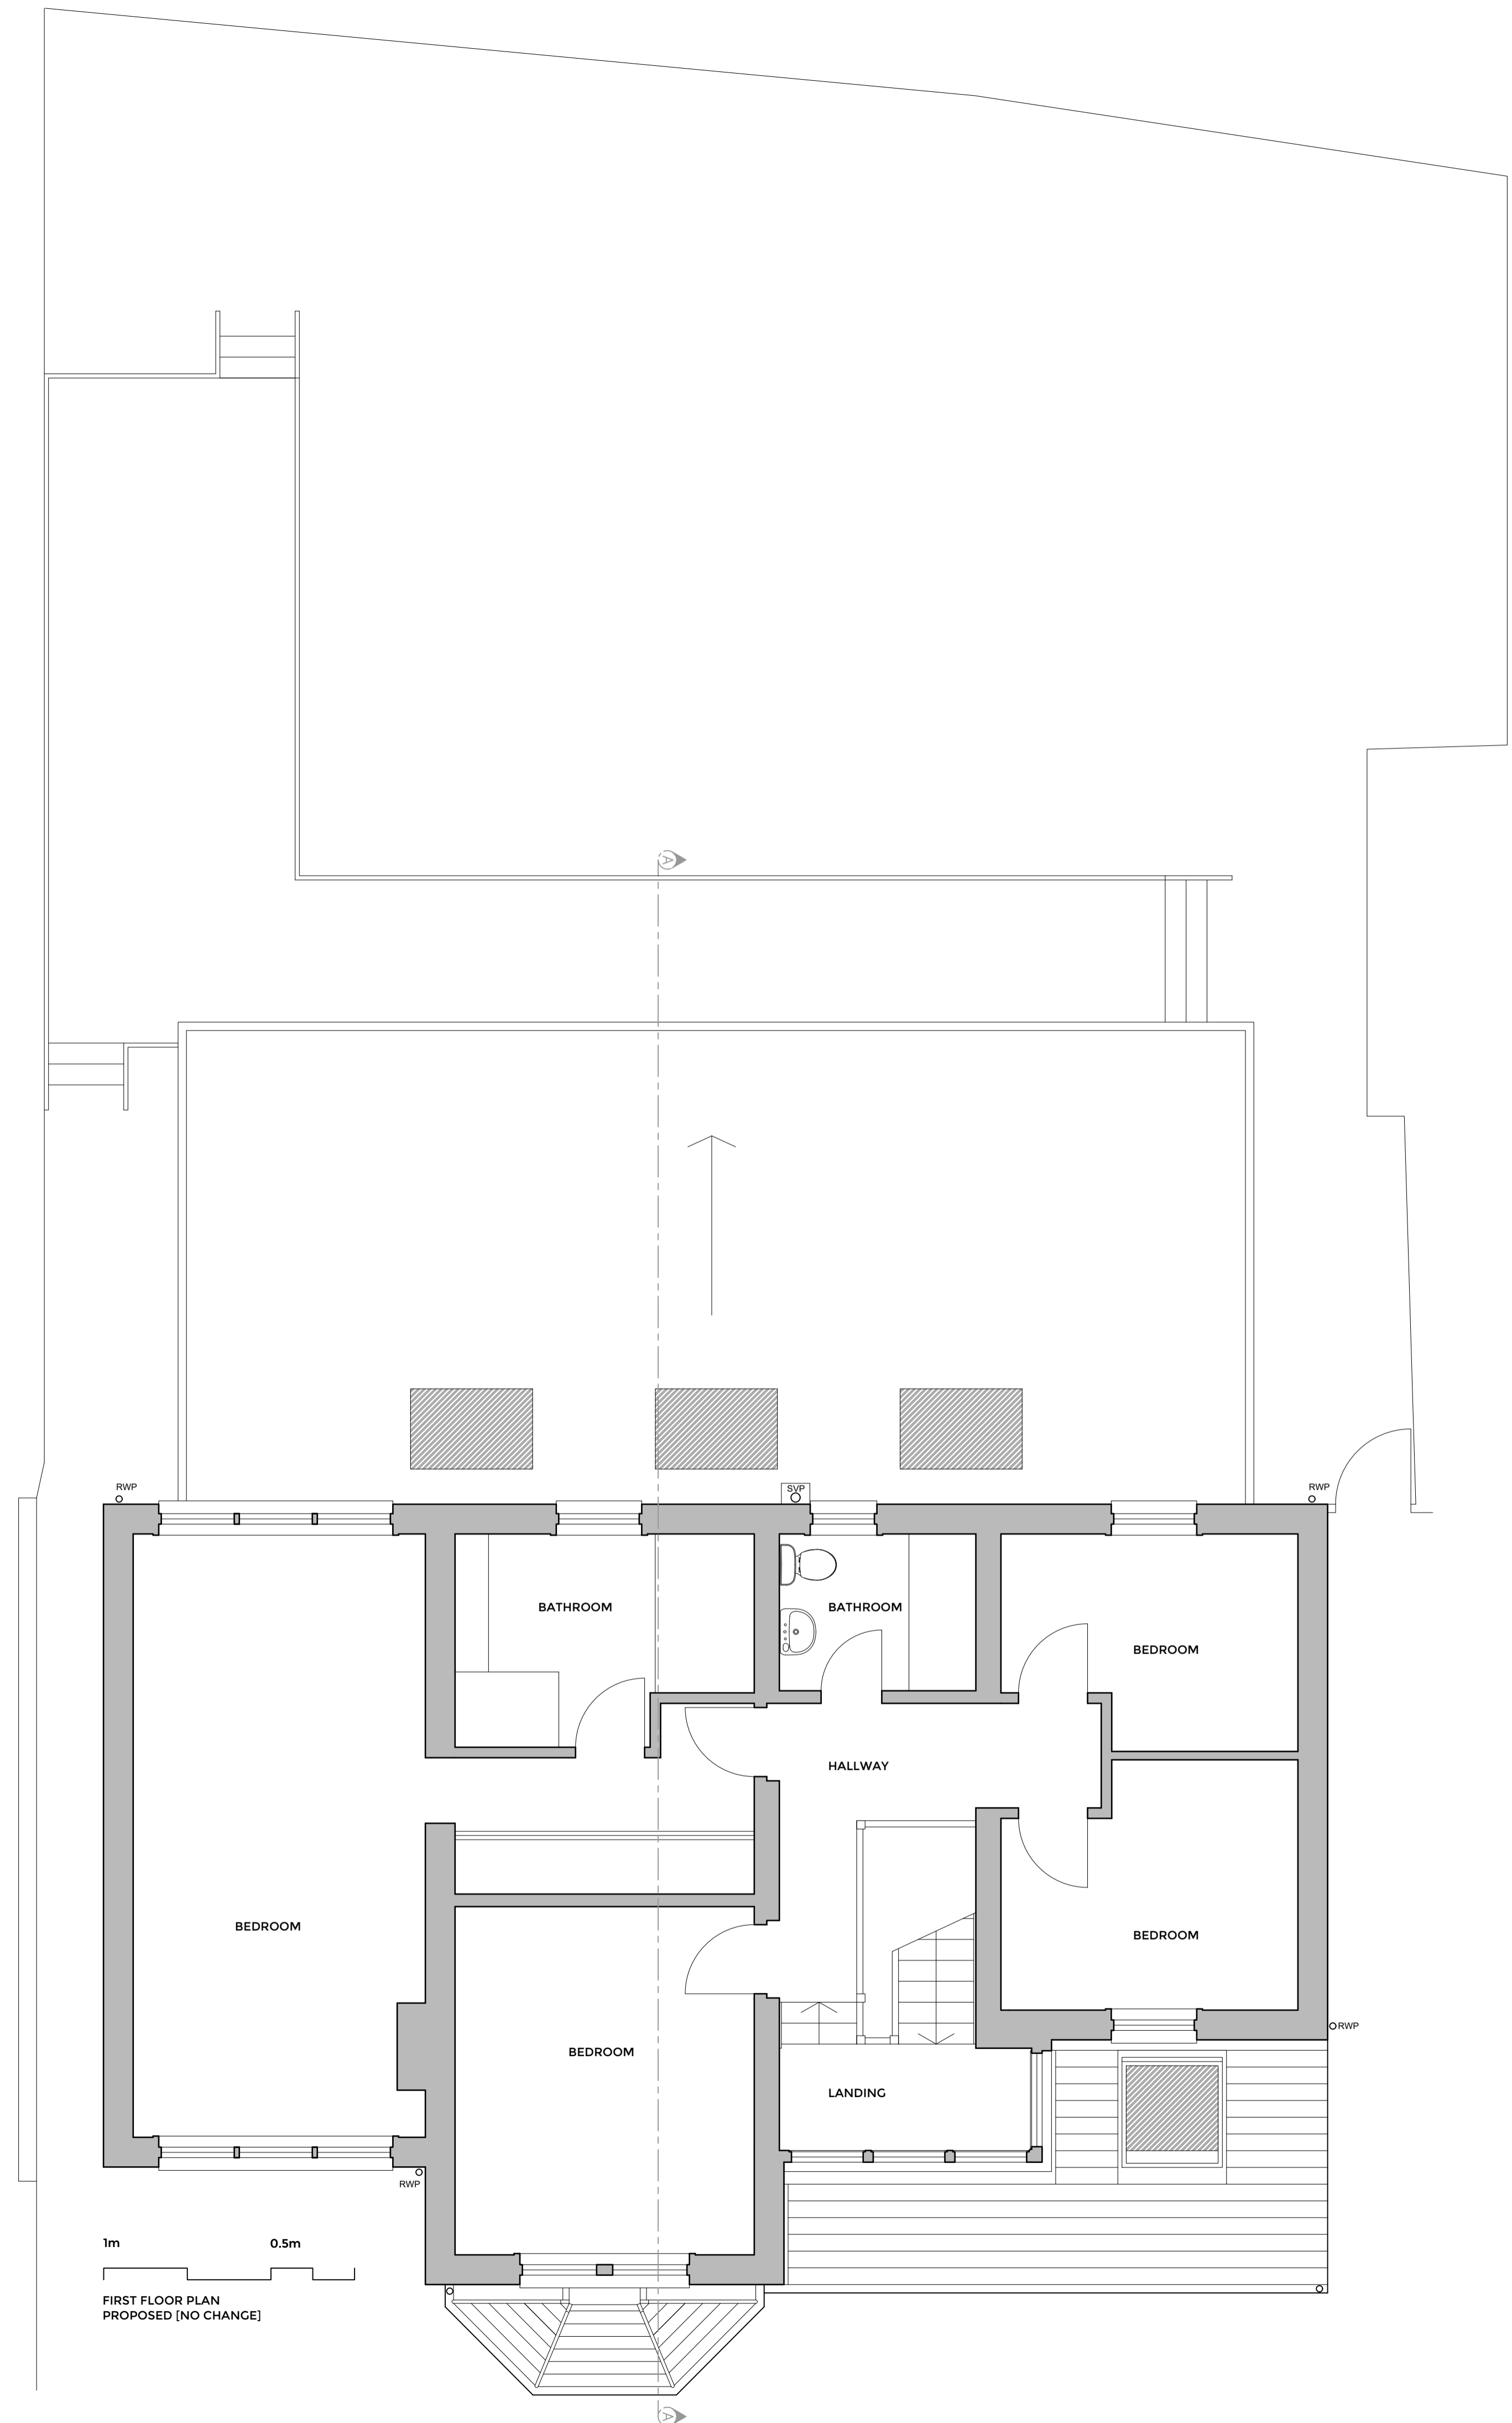 A
RWP
SVP
RWP
BATHROOM
BATHROOM
BEDROOM
HALLWAY
BEDROOM
BEDROOM
RWP
BEDROOM
LANDING
RWP
1m 0.5m
FIRST FLOOR PLAN
PROPOSED [NO CHANGE]
A